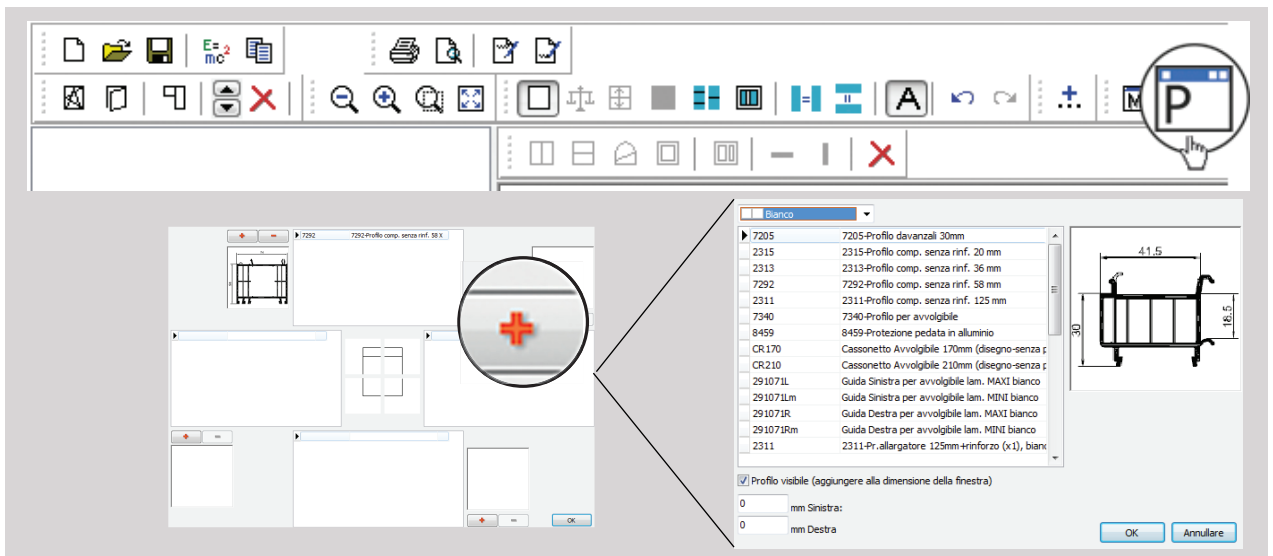 E=
mc²
A
M
P
7292 7292-Profilo comp. senza rinf. 58 X
OK
Bianco
7205 7205-Profilo davanzali 30mm
2315 2315-Profilo comp. senza rinf. 20 mm
2313 2313-Profilo comp. senza rinf. 36 mm
7292 7292-Profilo comp. senza rinf. 58 mm
2311 2311-Profilo comp. senza rinf. 125 mm
7340 7340-Profilo per avvolgibile
8459 8459-Protezione pedata in alluminio
CR170 Cassonetto Avvolgibile 170mm (disegno-senza p
CR210 Cassonetto Avvolgibile 210mm (disegno-senza p
291071L Guida Sinistra per avvolgibile lam. MAXI bianco
291071Lm Guida Sinistra per avvolgibile lam. MINI bianco
291071R Guida Destra per avvolgibile lam. MAXI bianco
291071Rm Guida Destra per avvolgibile lam. MINI bianco
2311 2311-Pr.allargatore 125mm+rinforzo (x1), bianc
41.5
30
18.5
Profilo visibile (aggiungere alla dimensione della finestra)
0 mm Sinistra:
0 mm Destra
OK Annullare